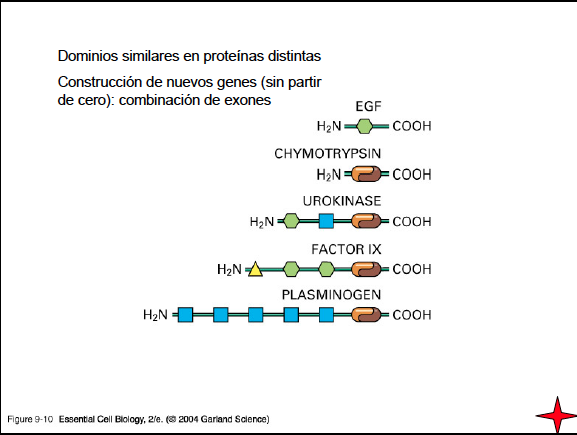 Dominios similares en proteínas distintas
Construcción de nuevos genes (sin partir
de cero): combinación de exones
EGF
H₂N COOH
CHYMOTRYPSIN
H₂N COOH
UROKINASE
H₂N COOH
FACTOR IX
H₂N COOH
PLASMINOGEN
H₂N COOH
Figure 9-10 Essential Cell Biology, 2/e. (© 2004 Garland Science)